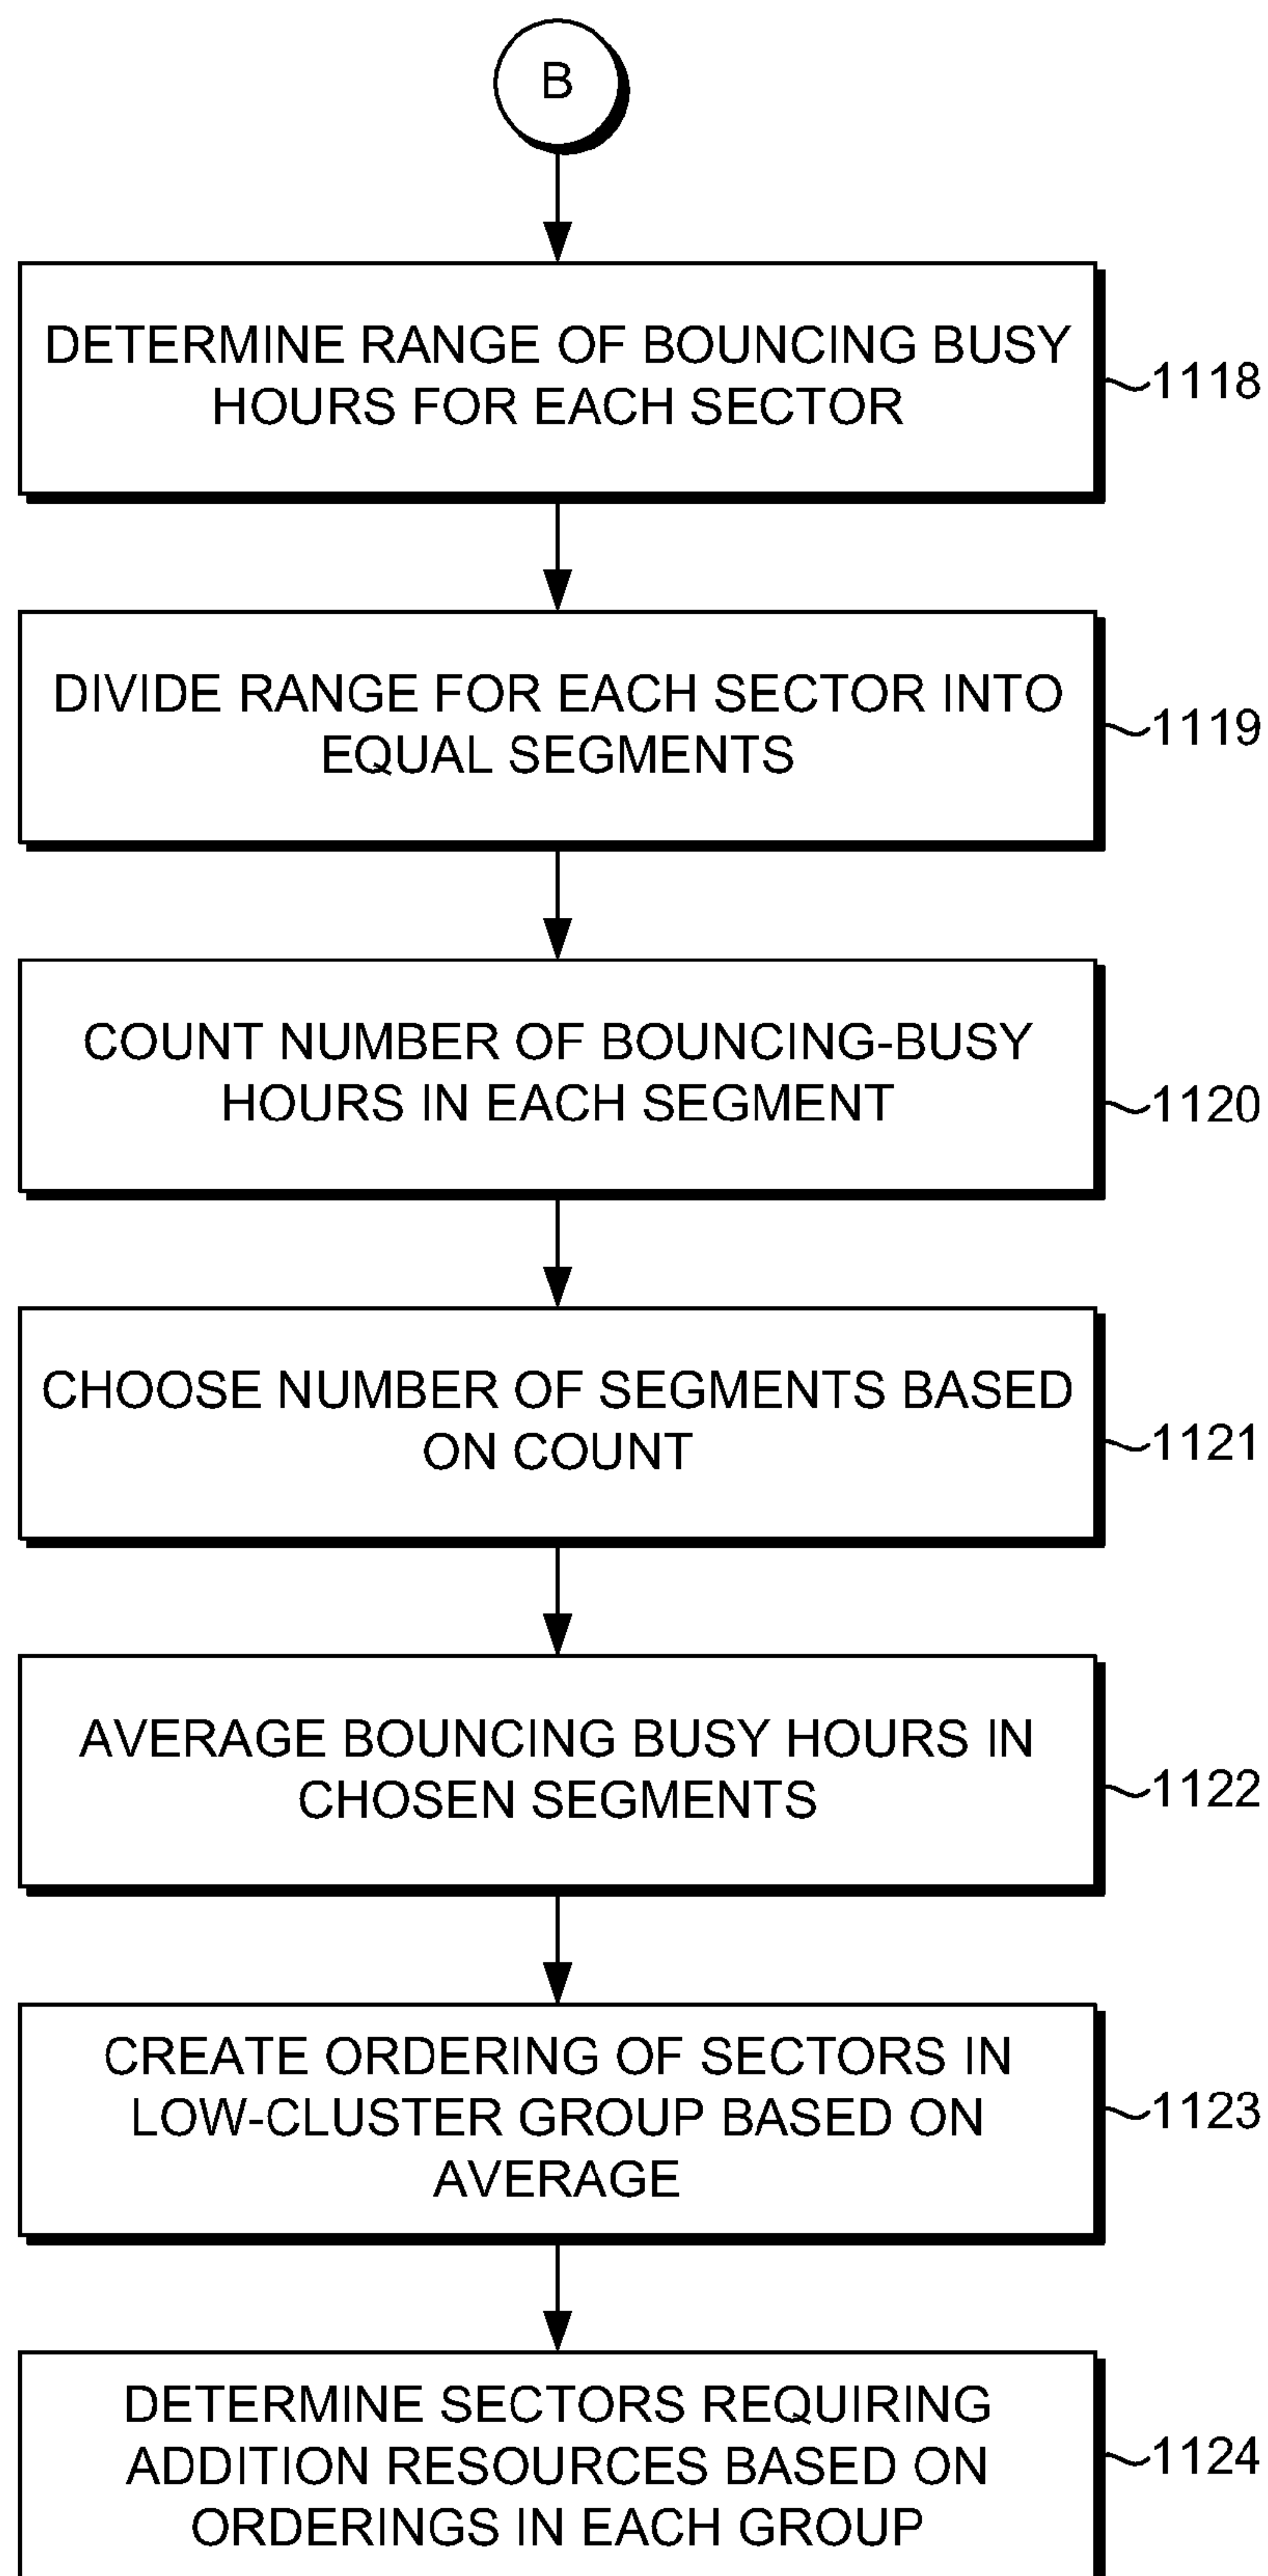 B
DETERMINE RANGE OF BOUNCING BUSY
HOURS FOR EACH SECTOR
1118
DIVIDE RANGE FOR EACH SECTOR INTO
EQUAL SEGMENTS
1119
COUNT NUMBER OF BOUNCING-BUSY
HOURS IN EACH SEGMENT
1120
CHOOSE NUMBER OF SEGMENTS BASED
ON COUNT
1121
AVERAGE BOUNCING BUSY HOURS IN
CHOSEN SEGMENTS
1122
CREATE ORDERING OF SECTORS IN
LOW-CLUSTER GROUP BASED ON
AVERAGE
1123
DETERMINE SECTORS REQUIRING
ADDITION RESOURCES BASED ON
ORDERINGS IN EACH GROUP
1124